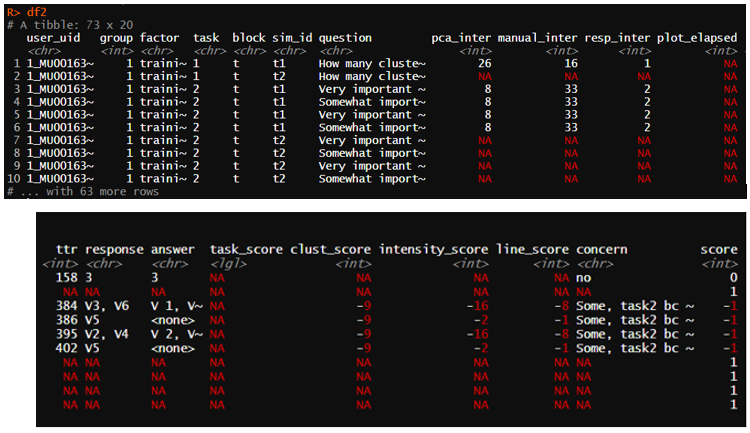 R> df2
# A tibble: 73 x 20
user_uid group factor task block sim_id question pca_inter manual_inter resp_inter plot_elapsed
<chr> <int> <chr> <chr> <chr> <chr> <chr> <int> <int> <int> <int>
1 1_MU00163~ 1 traini~ 1 t t1 How many cluste~ 26 16 1 NA
2 1_MU00163~ 1 traini~ 1 t t2 How many cluste~ NA NA NA NA
3 1_MU00163~ 1 traini~ 2 t t1 Very important ~ 8 33 2 NA
4 1_MU00163~ 1 traini~ 2 t t1 Somewhat import~ 8 33 2 NA
5 1_MU00163~ 1 traini~ 2 t t1 Very important ~ 8 33 2 NA
6 1_MU00163~ 1 traini~ 2 t t1 Somewhat import~ 8 33 2 NA
7 1_MU00163~ 1 traini~ 2 t t2 Very important ~ NA NA NA NA
8 1_MU00163~ 1 traini~ 2 t t2 Somewhat import~ NA NA NA NA
9 1_MU00163~ 1 traini~ 2 t t2 Very important ~ NA NA NA NA
10 1_MU00163~ 1 traini~ 2 t t2 Somewhat import~ NA NA NA NA
# ... with 63 more rows
ttr response answer task_score clust_score intensity_score line_score concern score
<int> <chr> <chr> <lgl> <int> <int> <int> <chr> <int>
158 3 3 NA NA NA NA no 0
NA NA NA NA NA NA NA NA 1
384 V3, V6 V 1, V~ NA -9 -16 -8 Some, task2 bc ~ -1
386 V5 <none> NA -9 -2 -1 Some, task2 bc ~ -1
395 V2, V4 V 2, V~ NA -9 -16 -8 Some, task2 bc ~ -1
402 V5 <none> NA -9 -2 -1 Some, task2 bc ~ -1
NA NA NA NA NA NA NA NA 1
NA NA NA NA NA NA NA NA 1
NA NA NA NA NA NA NA NA 1
NA NA NA NA NA NA NA NA 1